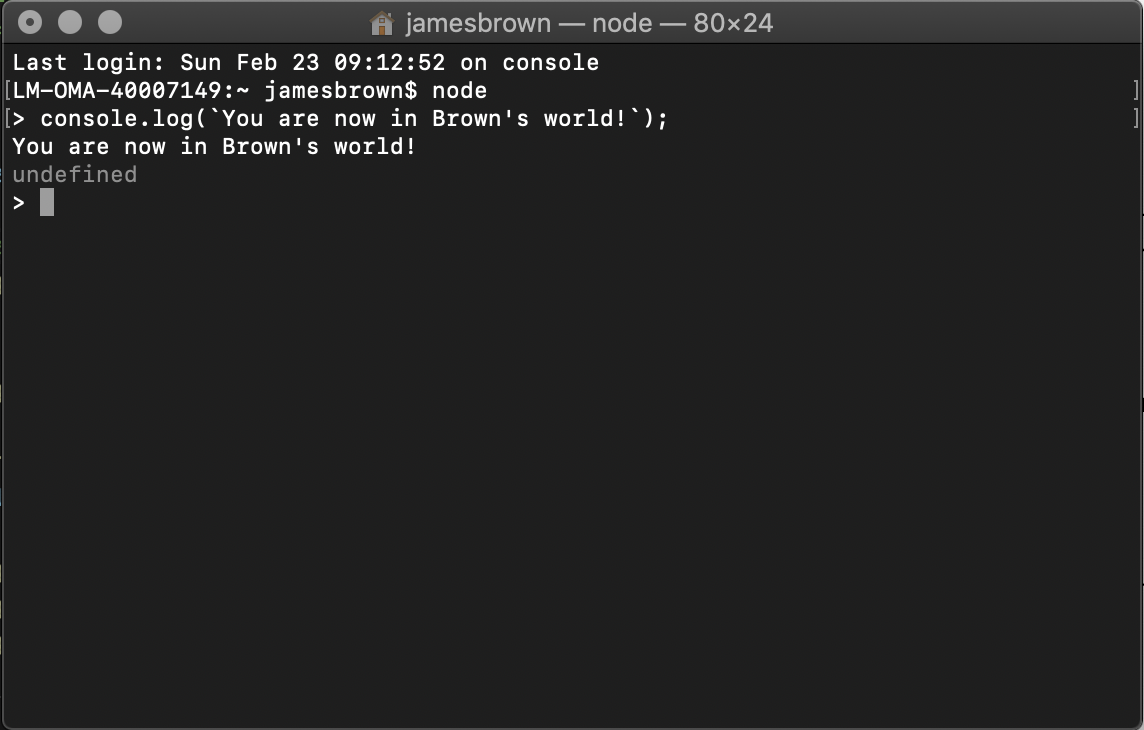 jamesbrown — node — 80×24
Last login: Sun Feb 23 09:12:52 on console
[LM-OMA-40007149:~ jamesbrown$ node ]
[> console.log(`You are now in Brown's world!`); ]
You are now in Brown's world!
undefined
>